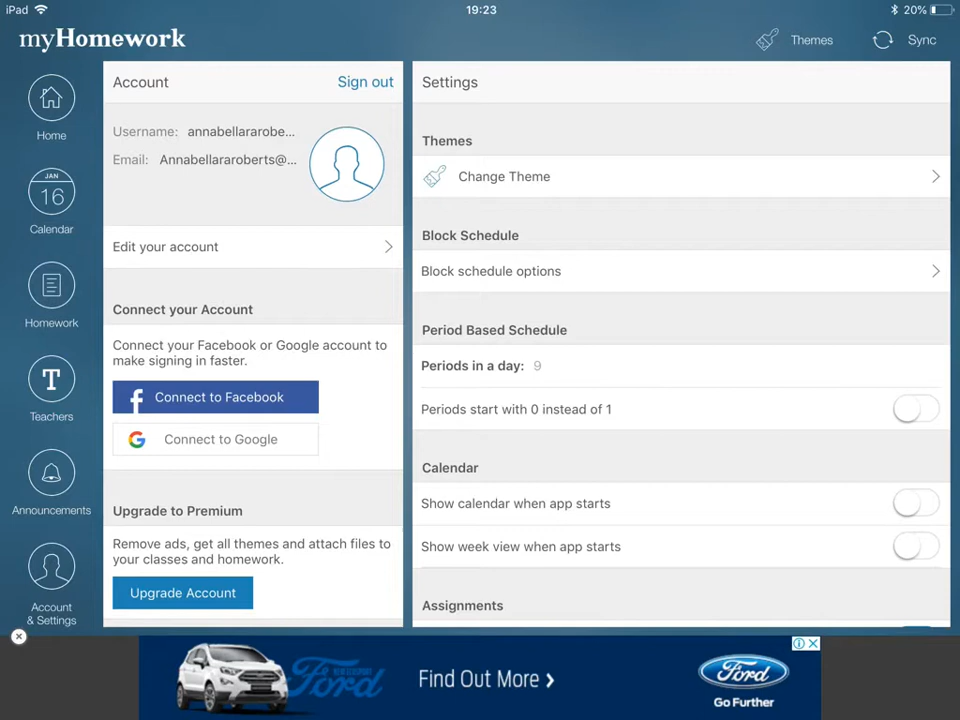 iPad
19:23
20%
myHomework
Themes
Sync
Home
JAN
16
Calendar
Homework
T
Teachers
Announcements
Account
& Settings
Account
Sign out
Username: annabellararobe...
Email: Annabellararoberts@...
Edit your account
Connect your Account
Connect your Facebook or Google account to
make signing in faster.
f Connect to Facebook
G Connect to Google
Upgrade to Premium
Remove ads, get all themes and attach files to
your classes and homework.
Upgrade Account
Settings
Themes
Change Theme
Block Schedule
Block schedule options
Period Based Schedule
Periods in a day: 9
Periods start with 0 instead of 1
Calendar
Show calendar when app starts
Show week view when app starts
Assignments
Ford
Find Out More
Ford
Go Further